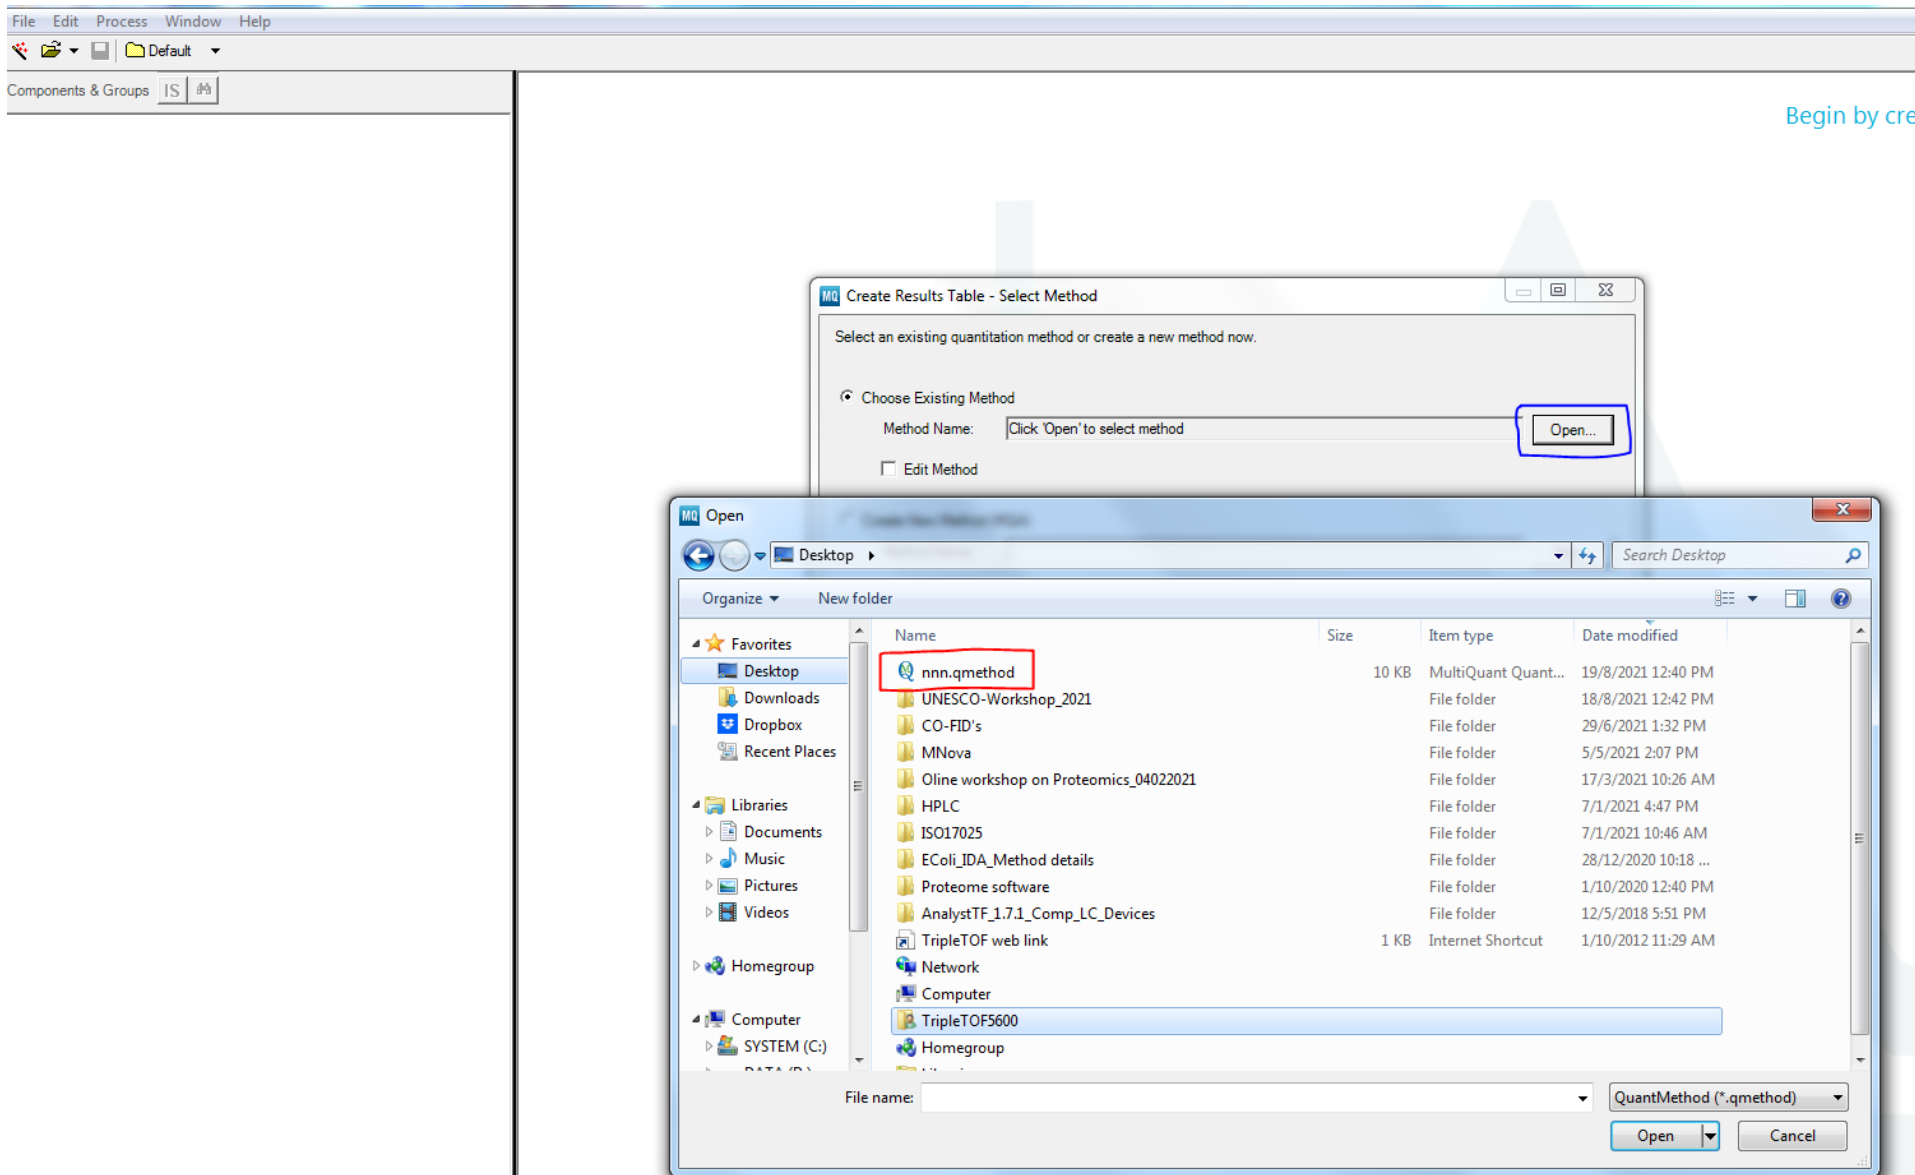 File Edit Process Window Help
Default
Components & Groups IS
Begin by cre
MQ Create Results Table - Select Method
Select an existing quantitation method or create a new method now.
Choose Existing Method
Method Name: Click 'Open' to select method Open...
Edit Method
MQ Open
Desktop Search Desktop
Organize New folder
Name Size Item type Date modified
Favorites
Desktop
Downloads
Dropbox
Recent Places
Libraries
Documents
Music
Pictures
Videos
Homegroup
Computer
SYSTEM (C:)
nnn.qmethod 10 KB MultiQuant Quant... 19/8/2021 12:40 PM
UNESCO-Workshop_2021 File folder 18/8/2021 12:42 PM
CO-FID's File folder 29/6/2021 1:32 PM
MNova File folder 5/5/2021 2:07 PM
Oline workshop on Proteomics_04022021 File folder 17/3/2021 10:26 AM
HPLC File folder 7/1/2021 4:47 PM
ISO17025 File folder 7/1/2021 10:46 AM
EColi_IDA_Method details File folder 28/12/2020 10:18 ...
Proteome software File folder 1/10/2020 12:40 PM
AnalystTF_1.7.1_Comp_LC_Devices File folder 12/5/2018 5:51 PM
TripleTOF web link 1 KB Internet Shortcut 1/10/2012 11:29 AM
Network
Computer
TripleTOF5600
Homegroup
File name: QuantMethod (*.qmethod)
Open Cancel